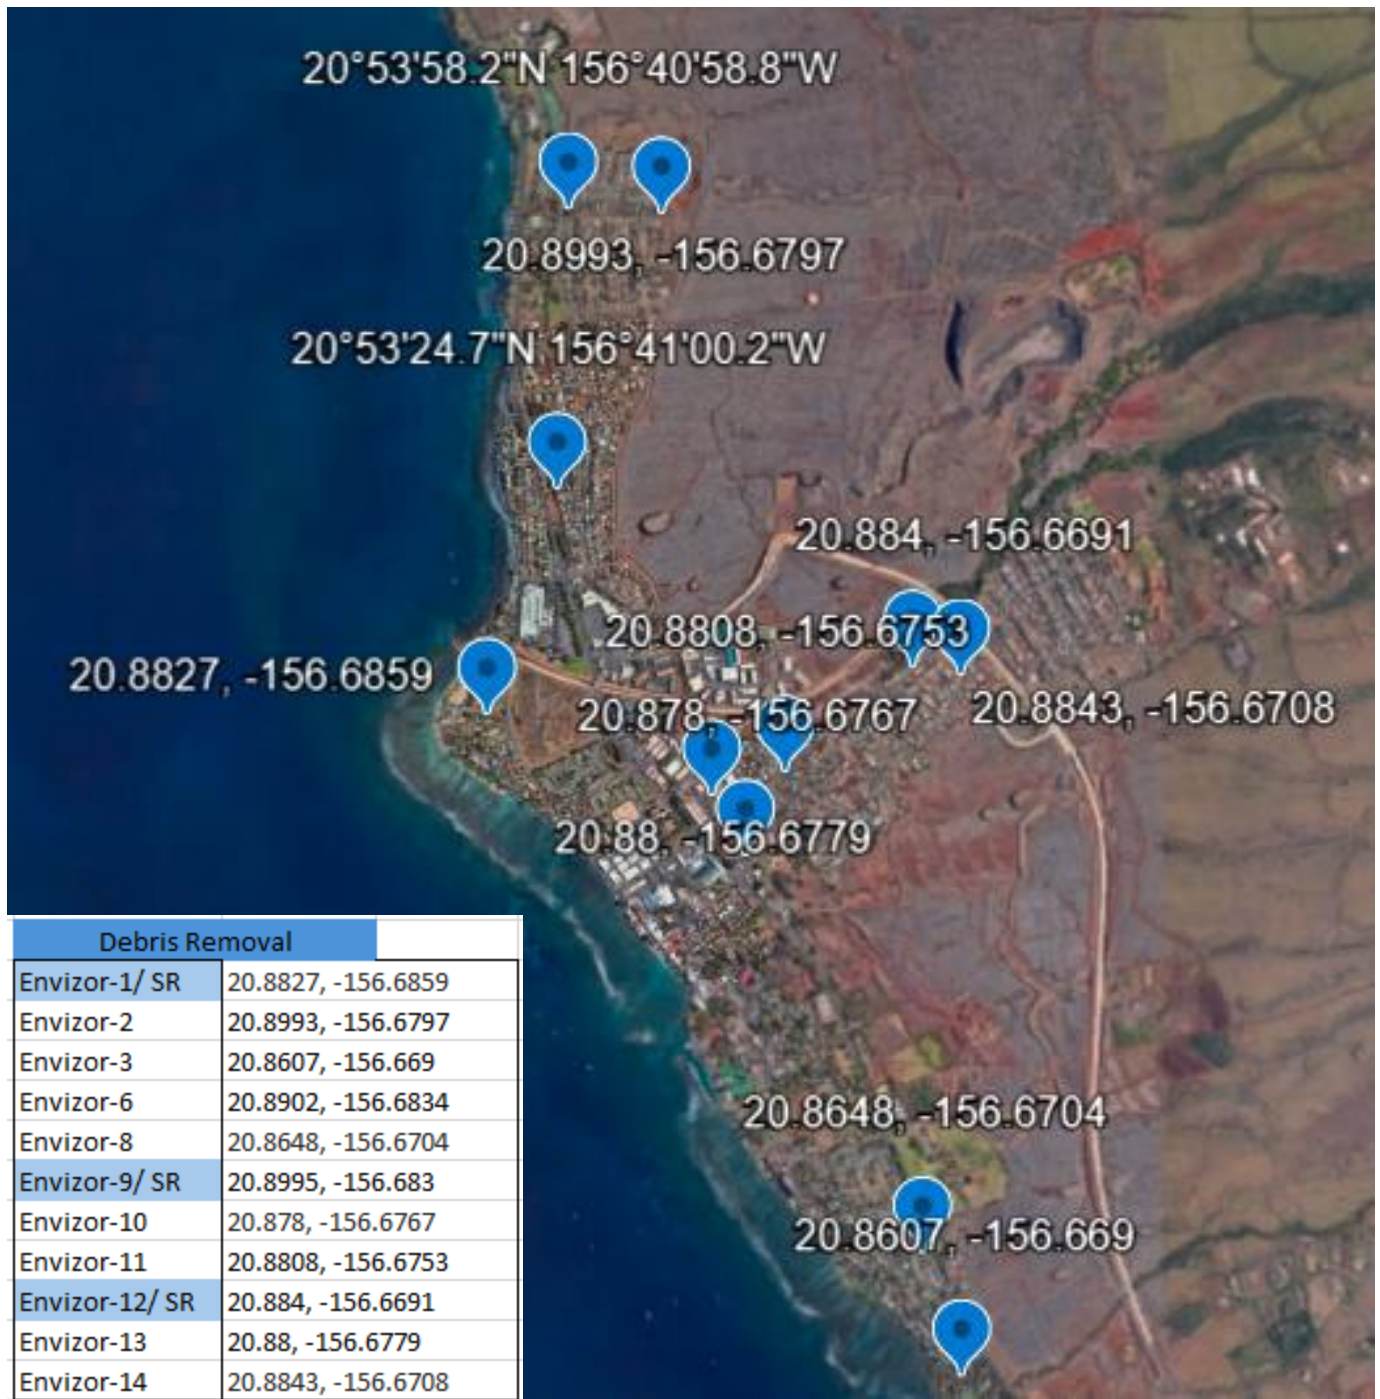 20°53'58.2"N 156°40'58.8"W
20.8993, -156.6797
20°53'24.7"N 156°41'00.2"W
20.884, -156.6691
20.8808, -156.6753
20.8827, -156.6859
20.878, -156.6767
20.8843, -156.6708
20.88, -156.6779
20.8648, -156.6704
20.8607, -156.669
Debris Removal
Envizor-1/ SR 20.8827, -156.6859
Envizor-2 20.8993, -156.6797
Envizor-3 20.8607, -156.669
Envizor-6 20.8902, -156.6834
Envizor-8 20.8648, -156.6704
Envizor-9/ SR 20.8995, -156.683
Envizor-10 20.878, -156.6767
Envizor-11 20.8808, -156.6753
Envizor-12/ SR 20.884, -156.6691
Envizor-13 20.88, -156.6779
Envizor-14 20.8843, -156.6708